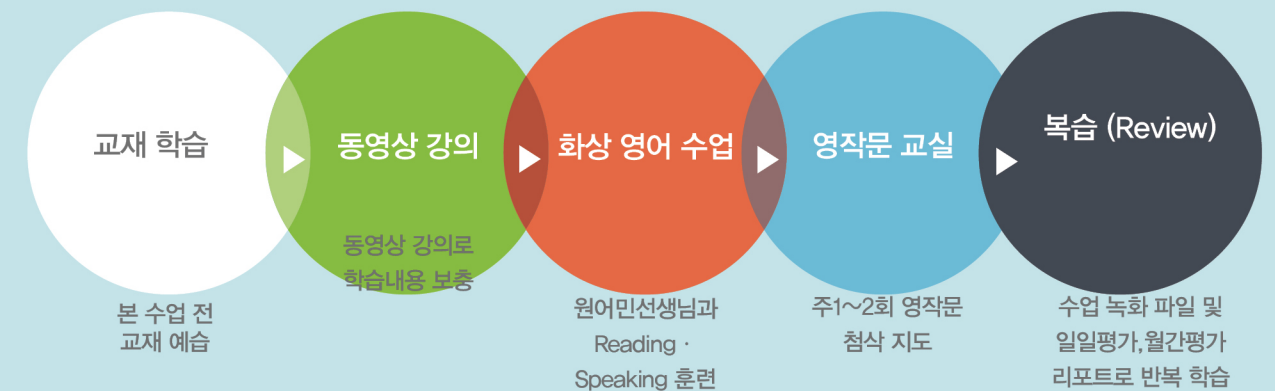 교재 학습
본 수업 전
교재 예습
동영상 강의
동영상 강의로
학습내용 보충
화상 영어 수업
원어민선생님과
Reading ·
Speaking 훈련
영작문 교실
주1~2회 영작문
첨삭 지도
복습 (Review)
수업 녹화 파일 및
일일평가,월간평가
리포트로 반복 학습